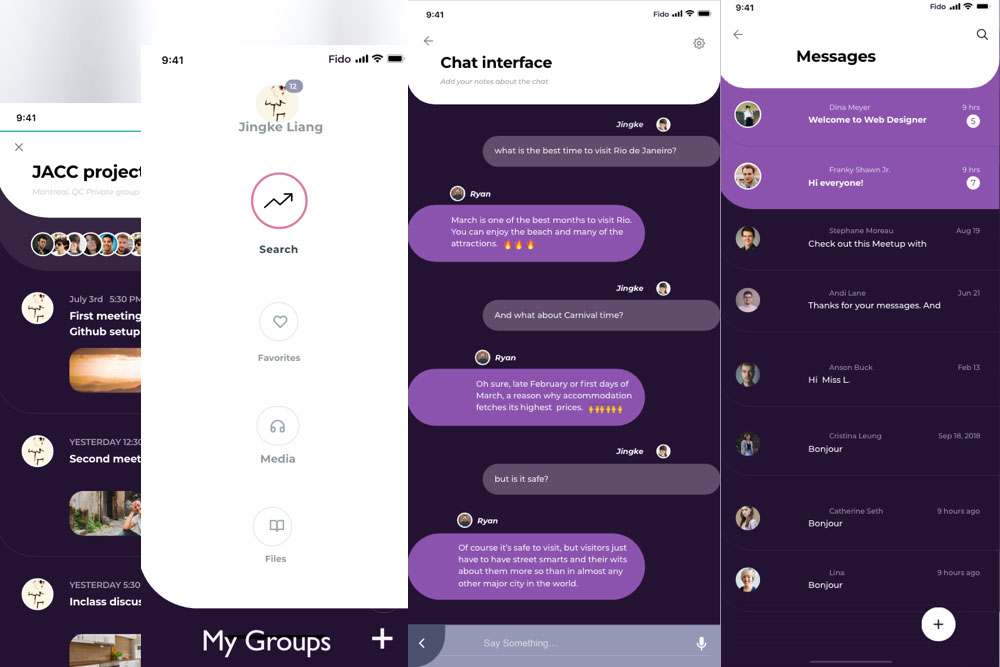 9:41
JACC project
Montreal, QC Private group
July 3rd 5:30 PM
First meeting
Github setup
YESTERDAY 12:30
Second meet
YESTERDAY 5:30
Inclass discus
9:41
Fido
12
Jingke Liang
Search
Favorites
Media
Files
My Groups
9:41
Fido
Chat interface
Add your notes about the chat
Jingke
what is the best time to visit Rio de Janeiro?
Ryan
March is one of the best months to visit Rio.
You can enjoy the beach and many of the
attractions. 🔥🔥🔥
Jingke
And what about Carnival time?
Ryan
Oh sure, late February or first days of
March, a reason why accommodation
fetches its highest prices. 🙌🙌🙌
Jingke
but is it safe?
Ryan
Of course it's safe to visit, but visitors just
have to have street smarts and their wits
about them more so than in almost any
other major city in the world.
Say Something...
9:41
Fido
Messages
Dina Meyer 9 hrs
Welcome to Web Designer 5
Franky Shawn Jr. 9 hrs
Hi everyone! 7
Stephane Moreau Aug 19
Check out this Meetup with
Andi Lane Jun 21
Thanks for your messages. And
Anson Buck Feb 13
Hi Miss L.
Cristina Leung Sep 18, 2018
Bonjour
Catherine Seth 9 hours ago
Bonjour
Lina 9 hours ago
Bonjour